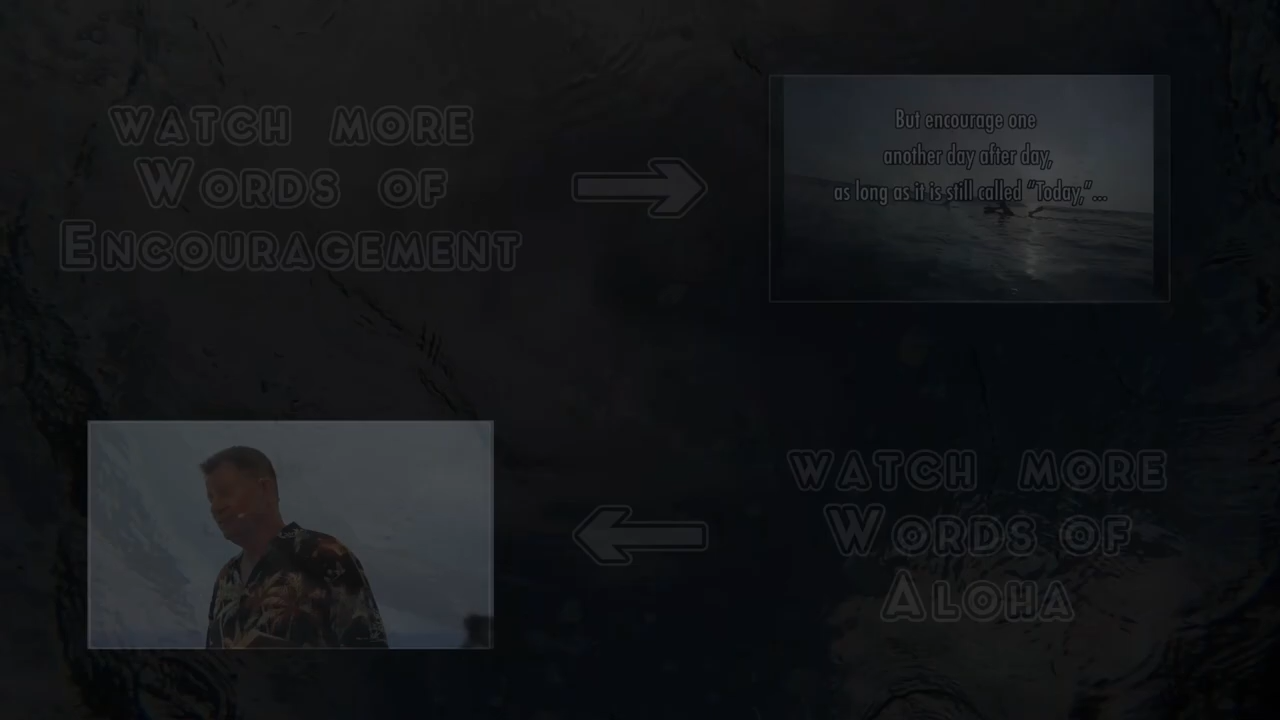 WATCH MORE
WORDS OF
ENCOURAGEMENT
But encourage one
another day after day,
as long as it is still called “Today,”...
WATCH MORE
WORDS OF
ALOHA